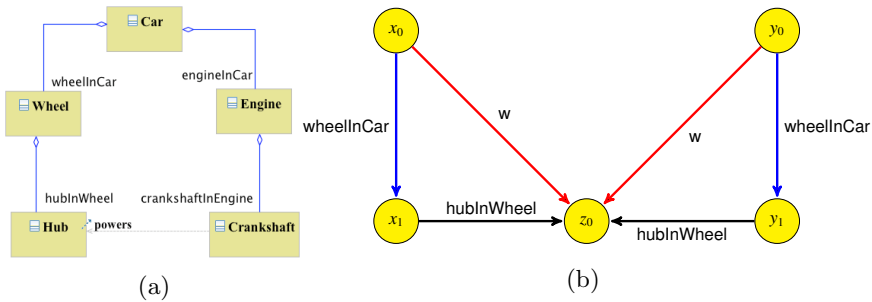 Car
wheelInCar
engineInCar
Wheel
Engine
hubInWheel
crankshaftInEngine
Hub
powers
Crankshaft
(a)
x0
y0
wheelInCar
w
w
wheelInCar
x1
hubInWheel
z0
hubInWheel
y1
(b)